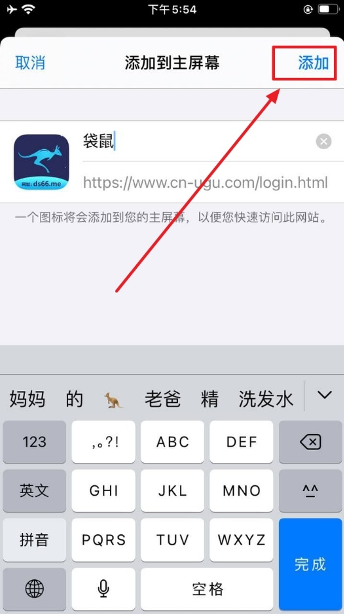 下午 5:54
取消 添加到主屏幕 添加
袋鼠
网址.ds66.me
https://www.cn-ugu.com/login.html
一个图标将会添加到您的主屏幕，以便您快速访问此网站。
妈妈 的 🦘 老爸 精 洗发水
123 ,。?! ABC DEF
英文 GHI JKL MNO ^^
拼音 PQRS TUV WXYZ 完成
空格